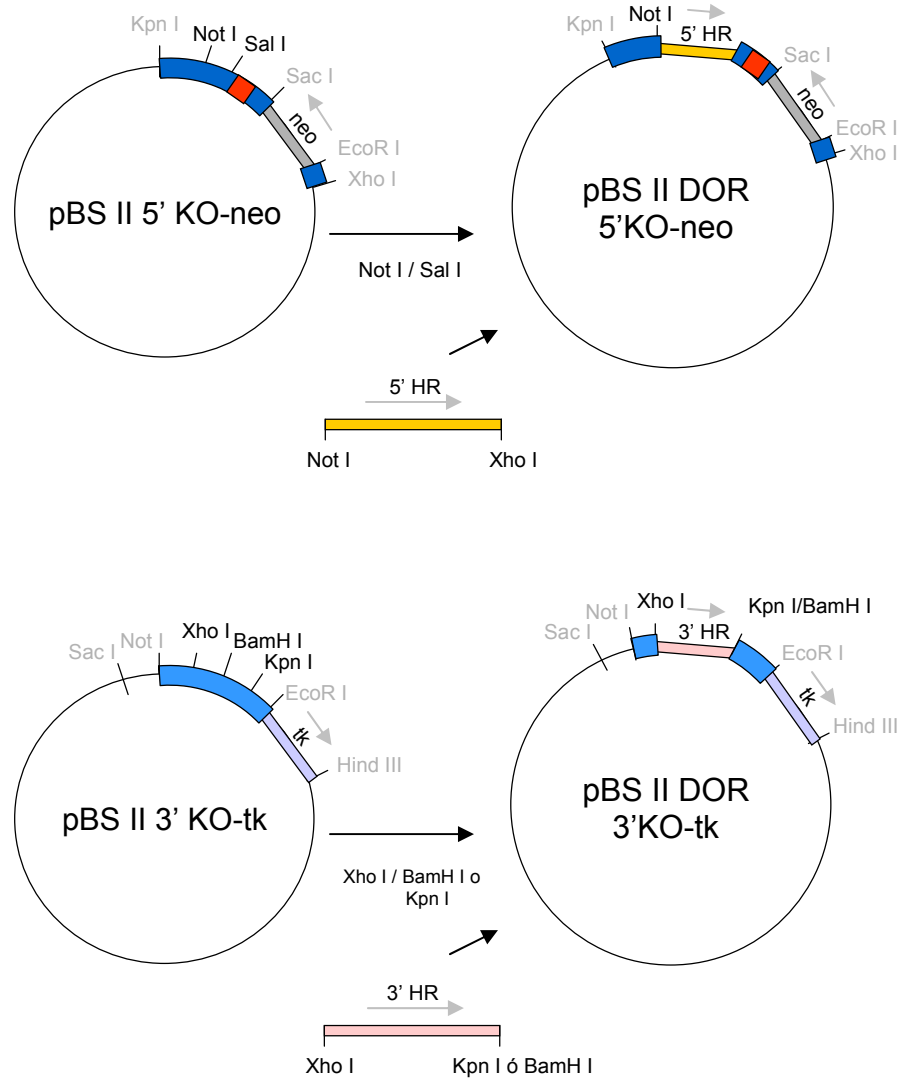 Kpn I
Not I
Sal I
Sac I
neo
EcoR I
Xho I
pBS II 5’ KO-neo
Not I / Sal I
Kpn I
Not I
5’ HR
Sac I
neo
EcoR I
Xho I
pBS II DOR
5’KO-neo
5’ HR
Not I
Xho I
Sac I
Not I
Xho I
BamH I
Kpn I
EcoR I
tk
Hind III
pBS II 3’ KO-tk
Xho I / BamH I o
Kpn I
Sac I
Not I
Xho I
3’ HR
Kpn I/BamH I
EcoR I
tk
Hind III
pBS II DOR
3’KO-tk
3’ HR
Xho I
Kpn I ó BamH I